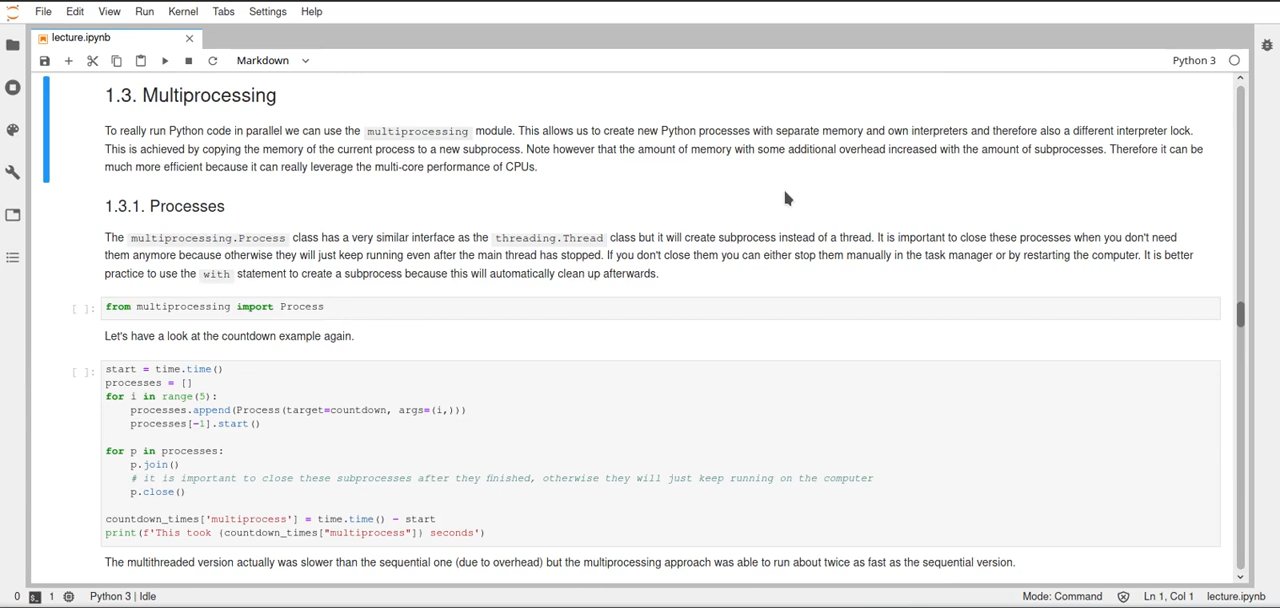 File Edit View Run Kernel Tabs Settings Help
lecture.ipynb
Markdown Python 3
1.3. Multiprocessing
To really run Python code in parallel we can use the multiprocessing module. This allows us to create new Python processes with separate memory and own interpreters and therefore also a different interpreter lock.
This is achieved by copying the memory of the current process to a new subprocess. Note however that the amount of memory with some additional overhead increased with the amount of subprocesses. Therefore it can be
much more efficient because it can really leverage the multi-core performance of CPUs.
1.3.1. Processes
The multiprocessing.Process class has a very similar interface as the threading.Thread class but it will create subprocess instead of a thread. It is important to close these processes when you don't need
them anymore because otherwise they will just keep running even after the main thread has stopped. If you don't close them you can either stop them manually in the task manager or by restarting the computer. It is better
practice to use the with statement to create a subprocess because this will automatically clean up afterwards.
[ ]: from multiprocessing import Process
Let's have a look at the countdown example again.
[ ]: start = time.time()
processes = []
for i in range(5):
    processes.append(Process(target=countdown, args=(i,)))
    processes[-1].start()
for p in processes:
    p.join()
    # it is important to close these subprocesses after they finished, otherwise they will just keep running on the computer
    p.close()
countdown_times['multiprocess'] = time.time() - start
print(f'This took {countdown_times["multiprocess"]} seconds')
The multithreaded version actually was slower than the sequential one (due to overhead) but the multiprocessing approach was able to run about twice as fast as the sequential version.
0 1 Python 3 | Idle Mode: Command Ln 1, Col 1 lecture.ipynb